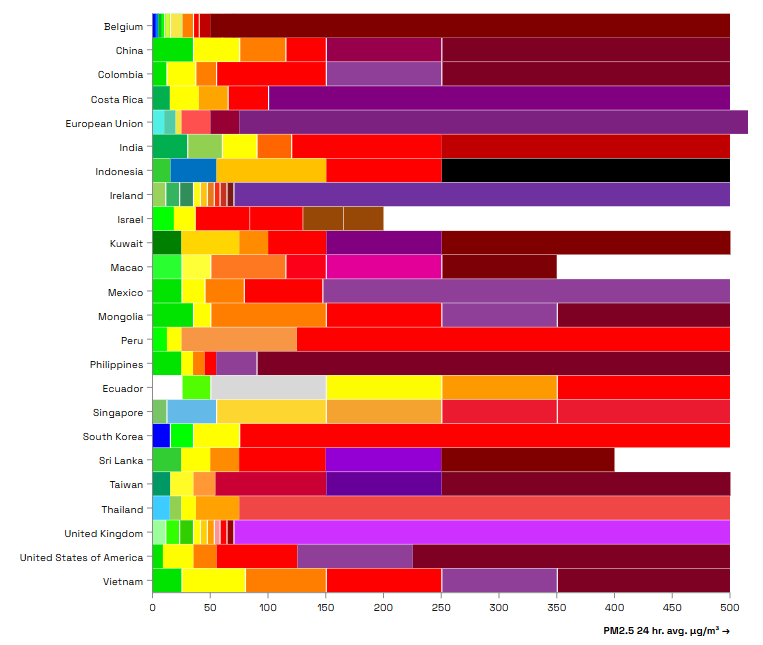 Belgium
China
Colombia
Costa Rica
European Union
India
Indonesia
Ireland
Israel
Kuwait
Macao
Mexico
Mongolia
Peru
Philippines
Ecuador
Singapore
South Korea
Sri Lanka
Taiwan
Thailand
United Kingdom
United States of America
Vietnam
0 50 100 150 200 250 300 350 400 450 500
PM2.5 24 hr. avg. µg/m³ →